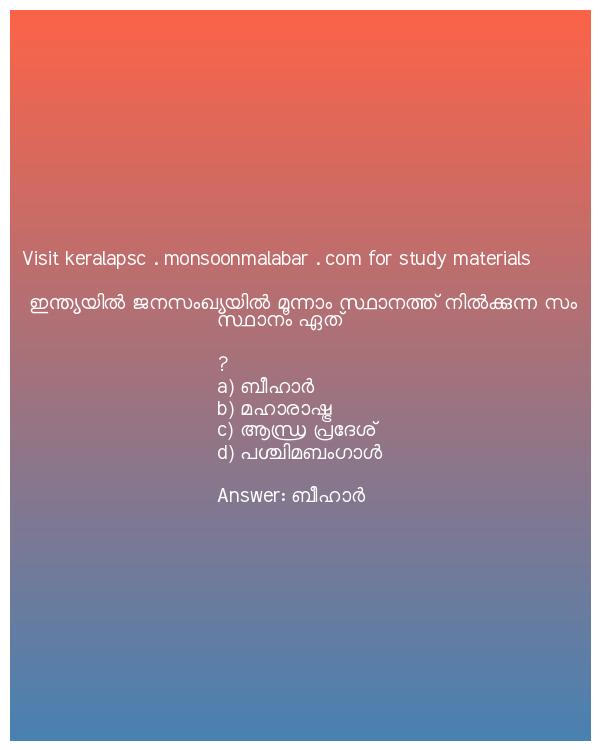 Visit keralapsc . monsoonmalabar . com for study materials
ഇന്ത്യയിൽ ജനസംഖ്യയിൽ മൂന്നാം സ്ഥാനത്ത് നിൽക്കുന്ന സം
സ്ഥാനം ഏത്
?
a) ബീഹാർ
b) മഹാരാഷ്ട്ര
c) ആന്ധ്ര പ്രദേശ്
d) പശ്ചിമബംഗാൾ
Answer: ബീഹാർ